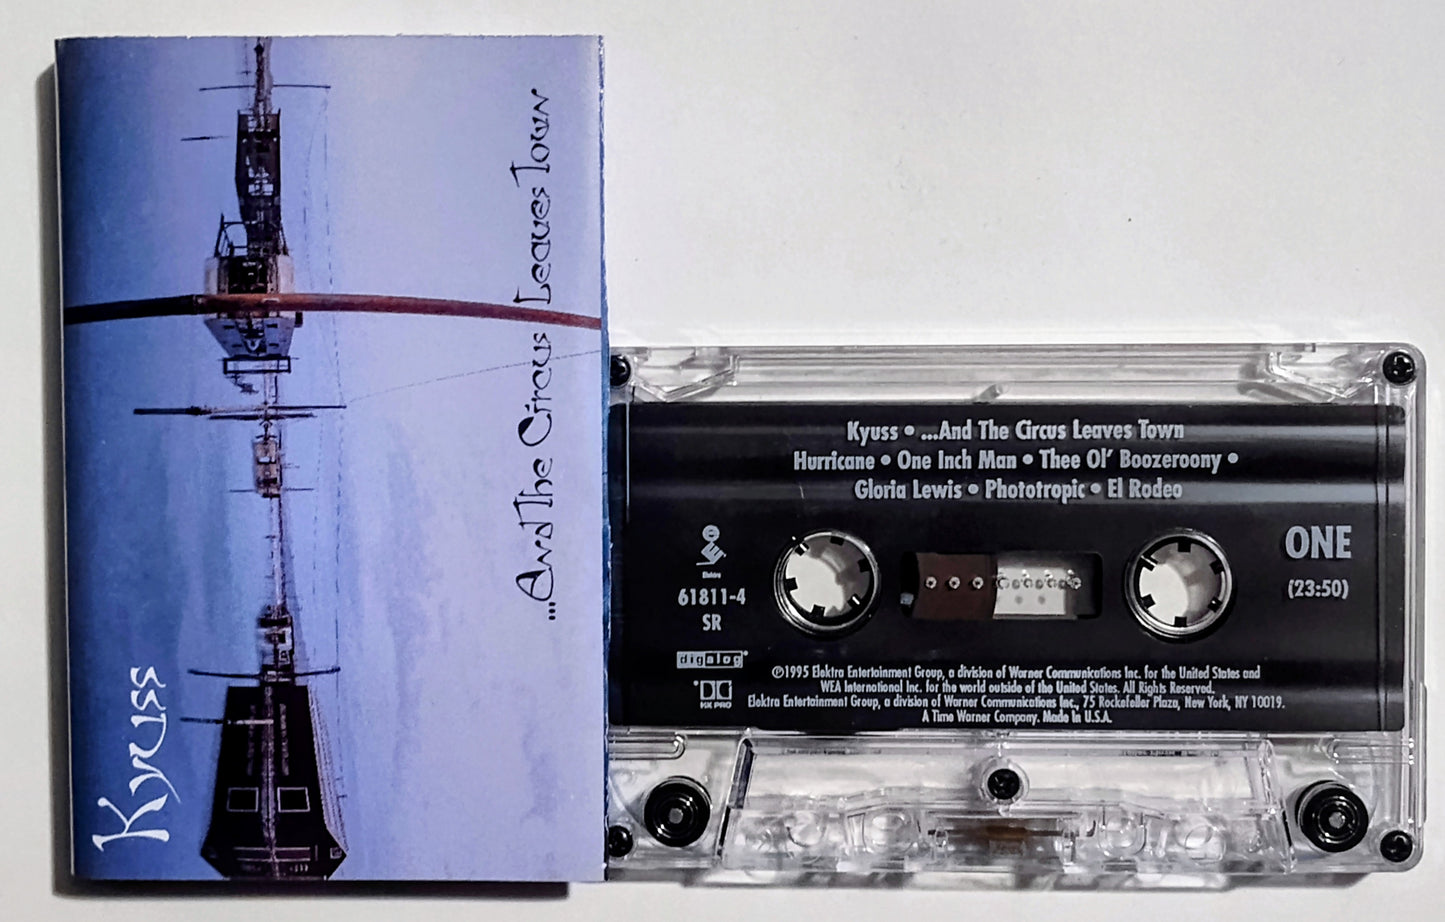 Kyuss
...And The Circus Leaves Town
Kyuss • ...And The Circus Leaves Town
Hurricane • One Inch Man • Thee Ol' Boozeroony •
Gloria Lewis • Phototropic • El Rodeo
Elektra
61811-4
SR
digalog
HX PRO
ONE
(23:50)
℗1995 Elektra Entertainment Group, a division of Warner Communications Inc. for the United States and
WEA International Inc. for the world outside of the United States. All Rights Reserved.
Elektra Entertainment Group, a division of Warner Communications Inc., 75 Rockefeller Plaza, New York, NY 10019.
A Time Warner Company. Made In U.S.A.